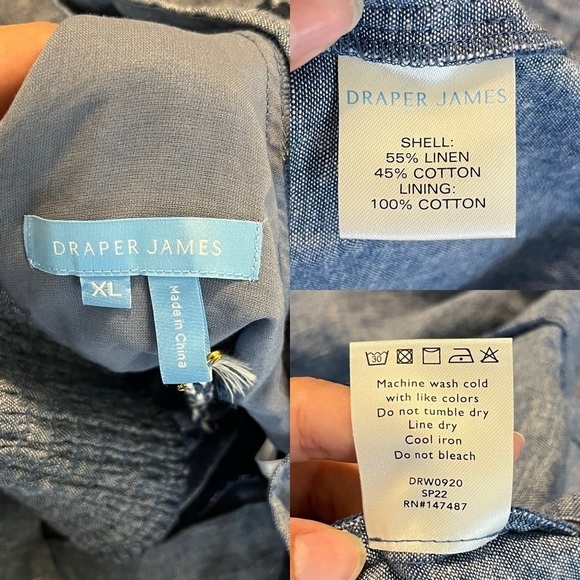 DRAPER JAMES
XL
Made in China
DRAPER JAMES
SHELL:
55% LINEN
45% COTTON
LINING:
100% COTTON
30
Machine wash cold
with like colors
Do not tumble dry
Line dry
Cool iron
Do not bleach
DRW0920
SP22
RN#147487